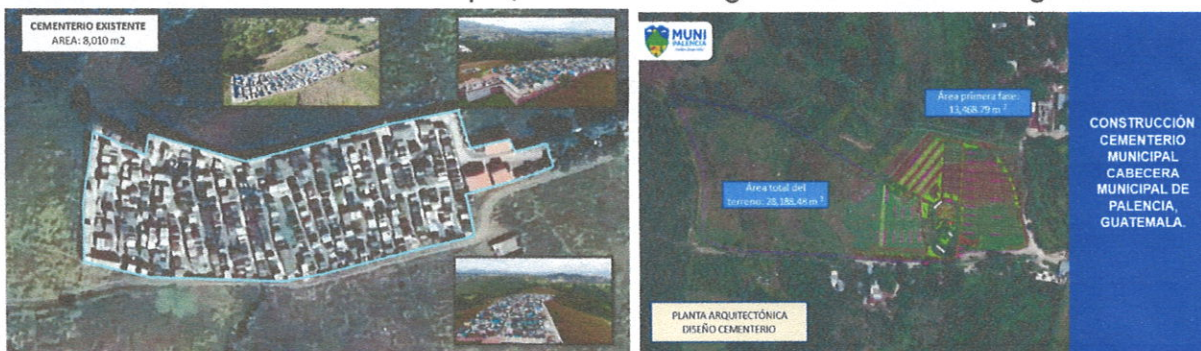 CEMENTERIO EXISTENTE
AREA: 8,010 m2
MUNI
PALENCIA
Área primera fase:
13,468.79 m²
Área total del
terreno: 28,188.48 m²
PLANTA ARQUITECTÓNICA
DISEÑO CEMENTERIO
CONSTRUCCIÓN
CEMENTERIO
MUNICIPAL
CABECERA
MUNICIPAL DE
PALENCIA,
GUATEMALA.